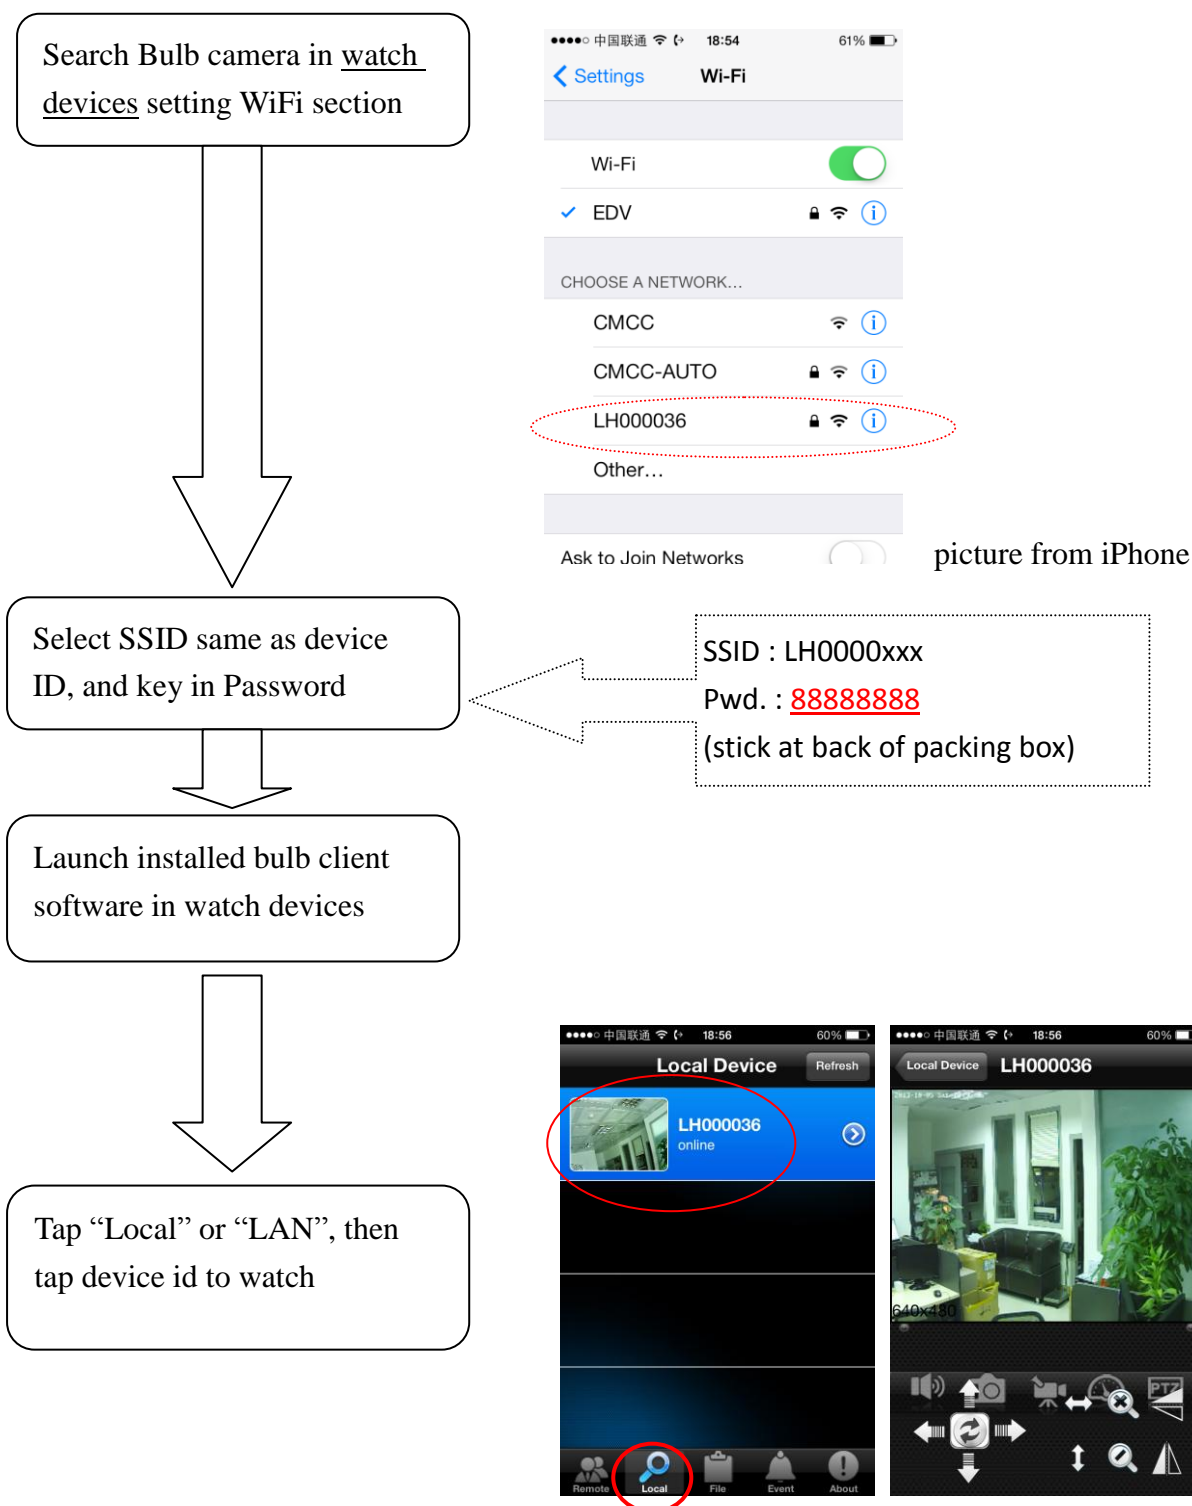 Search Bulb camera in watch
devices setting WiFi section
中国联通 18:54 61%
Settings Wi-Fi
Wi-Fi
EDV
CHOOSE A NETWORK...
CMCC
CMCC-AUTO
LH000036
Other...
Ask to Join Networks
picture from iPhone
Select SSID same as device
ID, and key in Password
SSID : LH0000xxx
Pwd. : 88888888
(stick at back of packing box)
Launch installed bulb client
software in watch devices
中国联通 18:56 60%
Local Device Refresh
LH000036
online
Remote Local File Event About
中国联通 18:56 60%
Local Device LH000036
640x480
PTZ
Tap “Local” or “LAN”, then
tap device id to watch